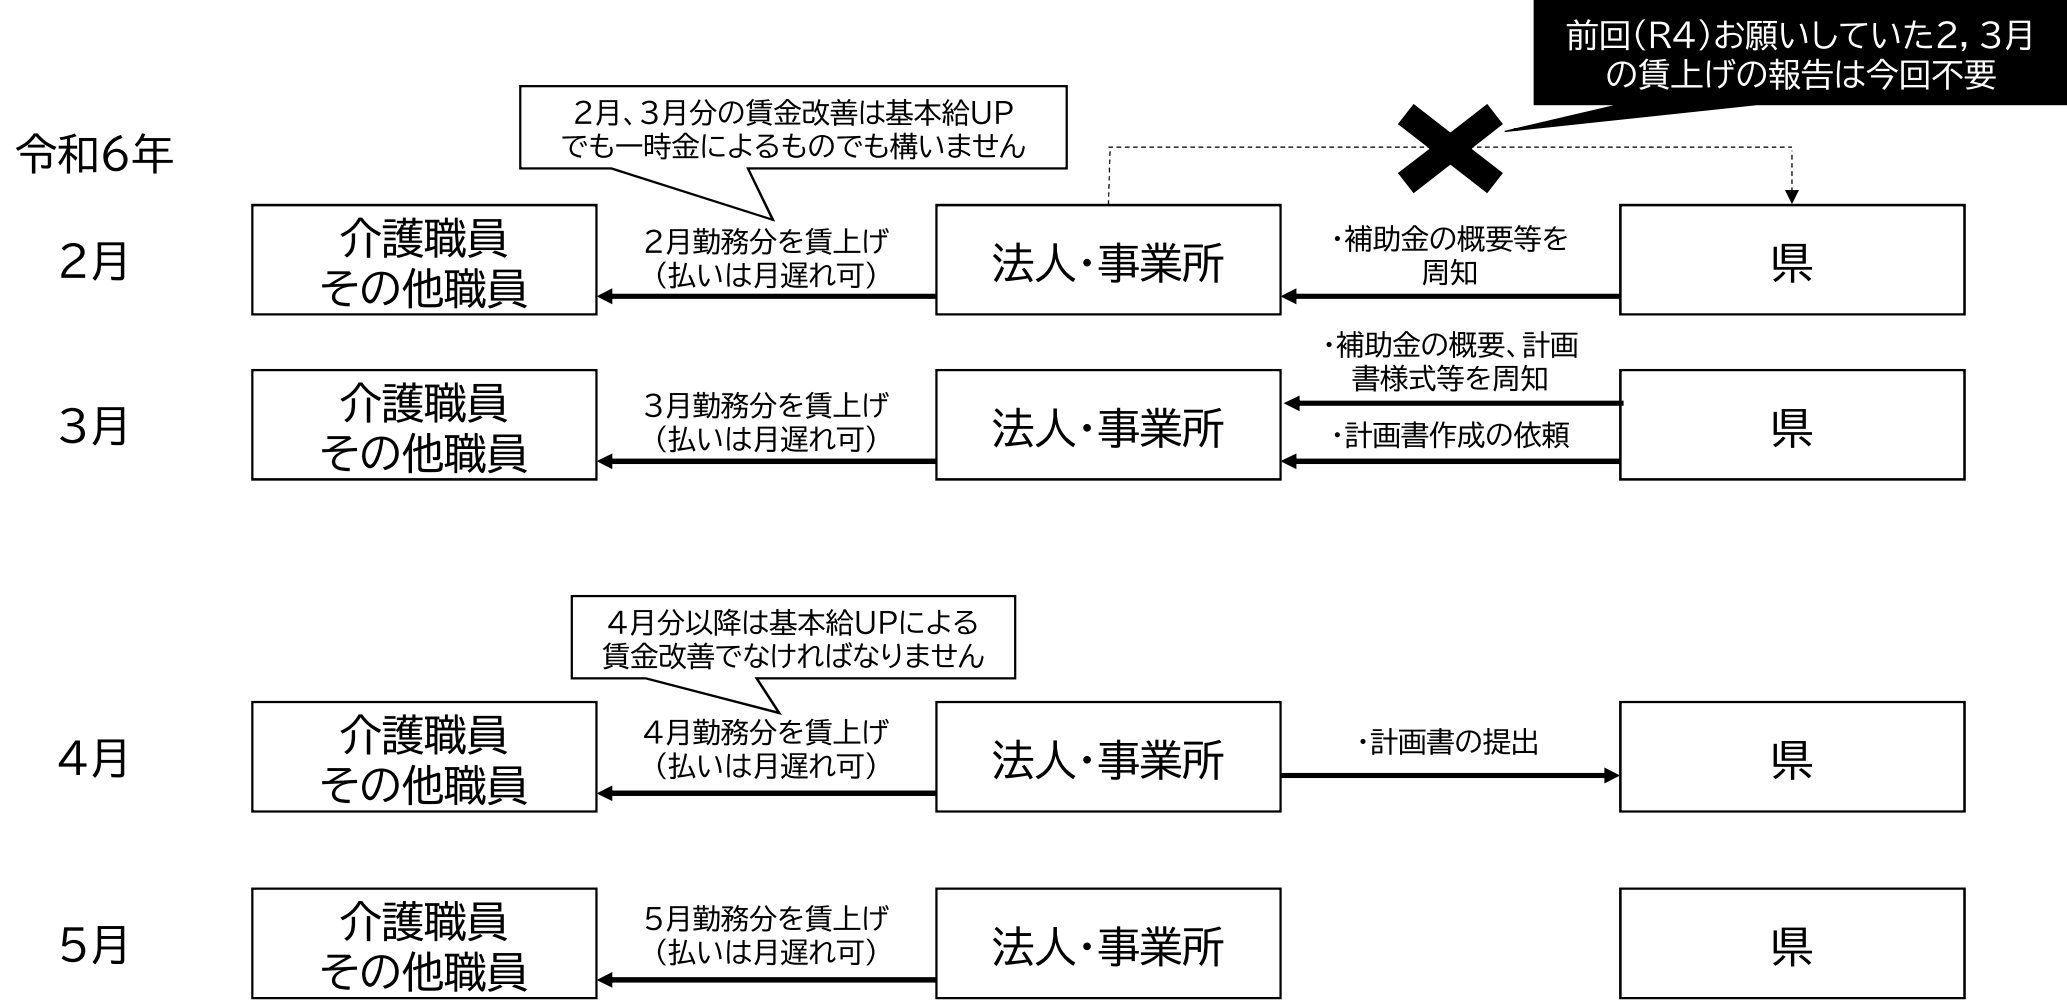 前回（R４）お願いしていた２，３月
の賃上げの報告は今回不要
２月、３月分の賃金改善は基本給UP
でも一時金によるものでも構いません
令和６年
２月
介護職員
その他職員
２月勤務分を賃上げ
（払いは月遅れ可）
法人・事業所
・補助金の概要等を
周知
県
３月
介護職員
その他職員
３月勤務分を賃上げ
（払いは月遅れ可）
法人・事業所
・補助金の概要、計画
書様式等を周知
・計画書作成の依頼
県
４月分以降は基本給UPによる
賃金改善でなければなりません
４月
介護職員
その他職員
４月勤務分を賃上げ
（払いは月遅れ可）
法人・事業所
・計画書の提出
県
５月
介護職員
その他職員
５月勤務分を賃上げ
（払いは月遅れ可）
法人・事業所
県